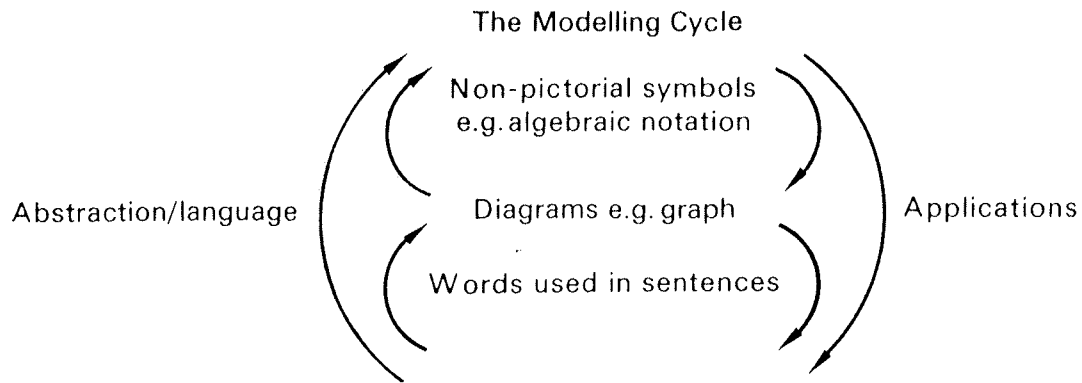 The Modelling Cycle
Non-pictorial symbols
e.g. algebraic notation
Abstraction/language
Diagrams e.g. graph
Applications
Words used in sentences